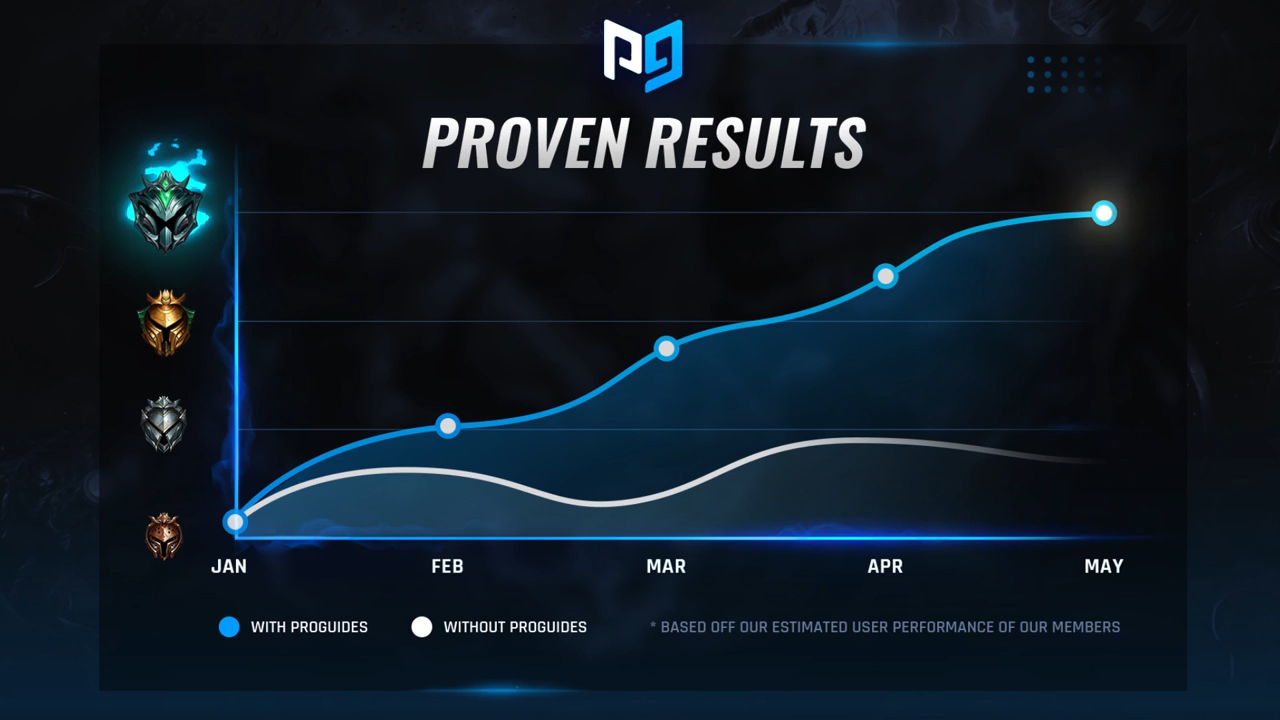 PG
PROVEN RESULTS
JAN FEB MAR APR MAY
WITH PROGUIDES WITHOUT PROGUIDES * BASED OFF OUR ESTIMATED USER PERFORMANCE OF OUR MEMBERS